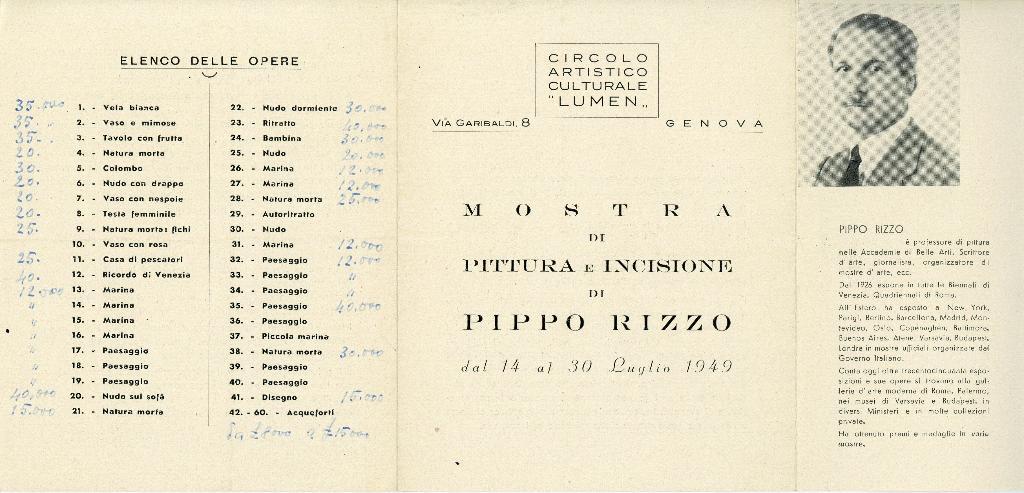 ELENCO DELLE OPERE
35.000 1. - Vela bianca
35. " 2. - Vaso e mimose
35. - . 3. - Tavolo con frutta
20. 4. - Natura morta
30. 5. - Colombo
20. 6. - Nudo con drappo
20. 7. - Vaso con nespole
20. 8. - Testa femminile
25. 9. - Natura morta: fichi
10. - Vaso con rosa
25. 11. - Casa di pescatori
40. 12. - Ricordo di Venezia
12.000 13. - Marina
" 14. - Marina
" 15. - Marina
" 16. - Marina
" 17. - Paesaggio
" 18. - Paesaggio
" 19. - Paesaggio
40,000 20. - Nudo sul sofà
15.000 21. - Natura morta
22. - Nudo dormiente 30.000
23. - Ritratto 40.000
24. - Bambina 30.000
25. - Nudo 20.000
26. - Marina 12.000
27. - Marina 12.000
28. - Natura morta 25.000
29. - Autoritratto
30. - Nudo
31. - Marina 12.000
32. - Paesaggio 12.000
33. - Paesaggio "
34. - Paesaggio "
35. - Paesaggio 40,000
36. - Paesaggio
37. - Piccola marina
38. - Natura morta 30.000
39. - Paesaggio
40. - Paesaggio
41. - Disegno 15.000
42. - 60. - Acqueforti
da £8000 a £15000
CIRCOLO
ARTISTICO
CULTURALE
"LUMEN„
VIA GARIBALDI, 8 GENOVA
MOSTRA
DI
PITTURA E INCISIONE
DI
PIPPO RIZZO
dal 14 al 30 Luglio 1949
PIPPO RIZZO
è professore di pittura
nelle Accademie di Belle Arti. Scrittore
d'arte, giornalista, organizzatore di
mostre d'arte, ecc.
Dal 1926 espone in tutte le Biennali di
Venezia, Quadriennali di Roma.
All'Estero ha esposto a New York,
Parigi, Berlino, Barcellona, Madrid, Mon-
tevideo, Oslo, Copenaghen, Baltimora,
Buenos Aires, Atene, Varsavia, Budapest,
Londra in mostre ufficiali organizzate dal
Governo Italiano.
Conta oggi oltre trecentocinquanta espo-
sizioni e sue opere si trovano alla gal-
lerie d'arte moderna di Roma, Palermo,
nei musei di Varsavia e Budapest, in
diversi Ministeri e in molte collezioni
private.
Ha ottenuto premi e medaglie in varie
mostre.